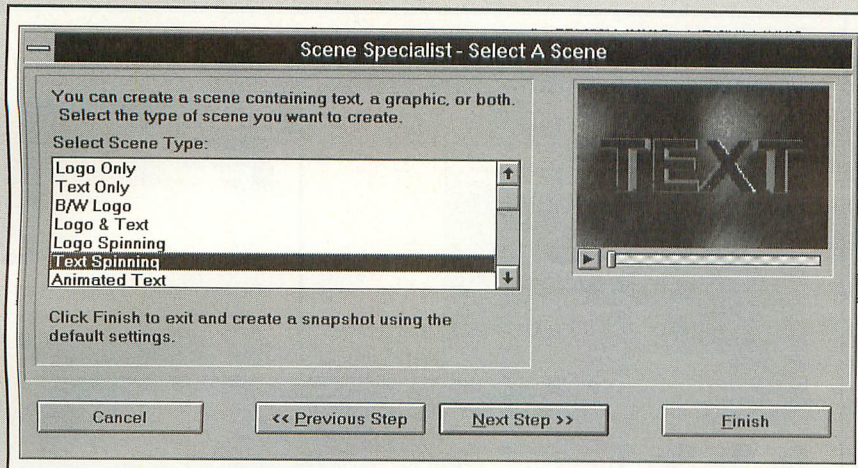 Scene Specialist - Select A Scene
You can create a scene containing text, a graphic, or both.
Select the type of scene you want to create.
Select Scene Type:
Logo Only
Text Only
B/W Logo
Logo & Text
Logo Spinning
Text Spinning
Animated Text
TEXT
Click Finish to exit and create a snapshot using the
default settings.
Cancel
<< Previous Step
Next Step >>
Finish